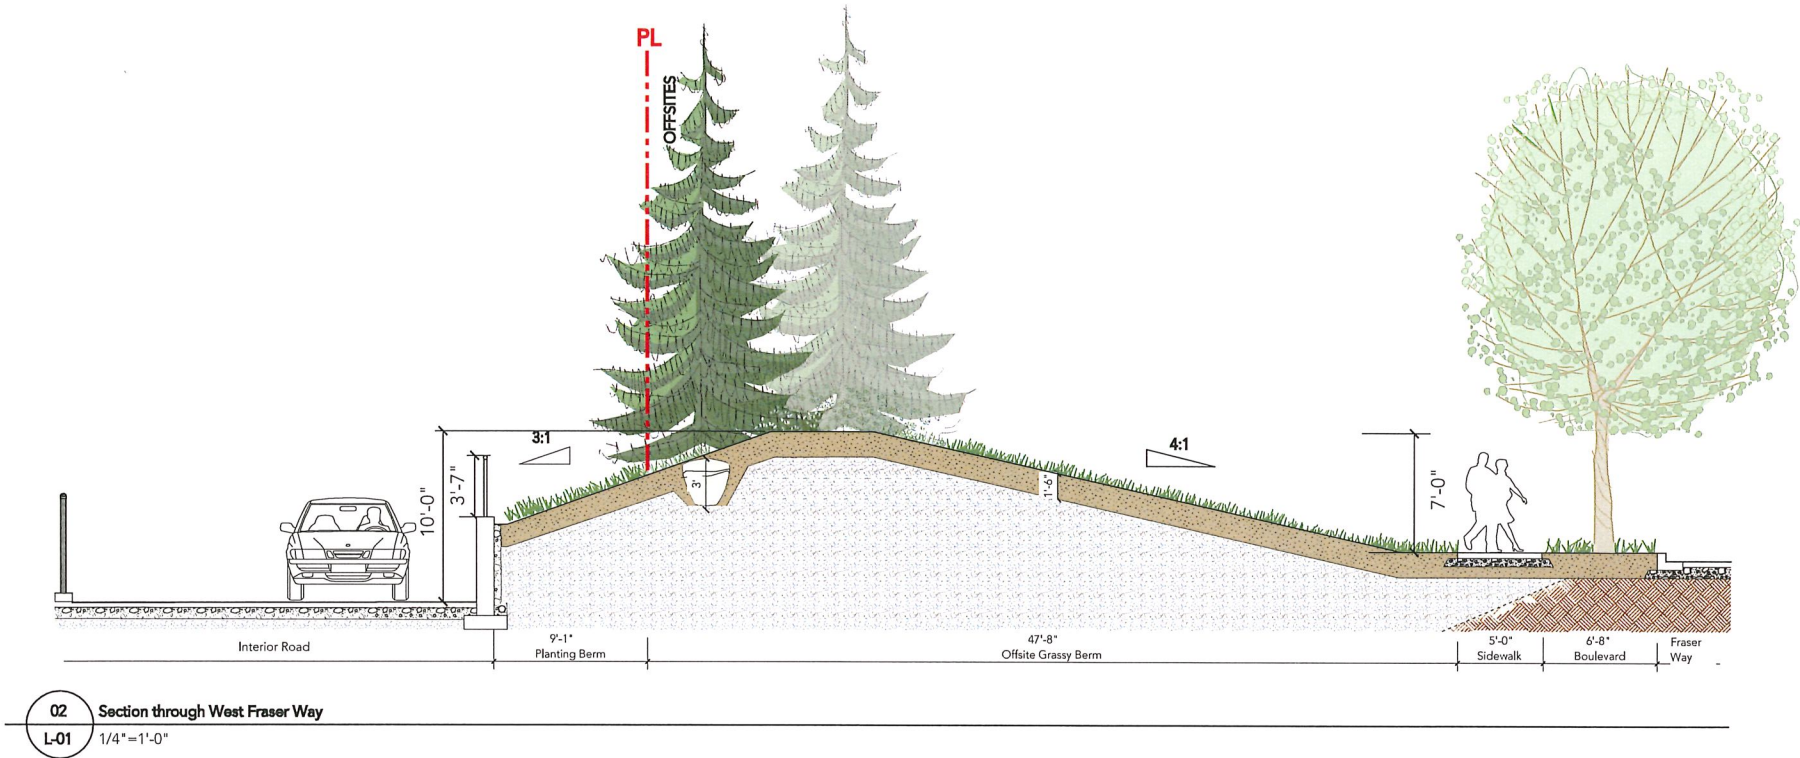 PL
OFFSITES
3:1
4:1
10'-0"
3'-7"
3'
1'-6"
7'-0"
Interior Road
9'-1"
Planting Berm
47'-8"
Offsite Grassy Berm
5'-0"
Sidewalk
6'-8"
Boulevard
Fraser
Way
02
Section through West Fraser Way
L-01
1/4"=1'-0"